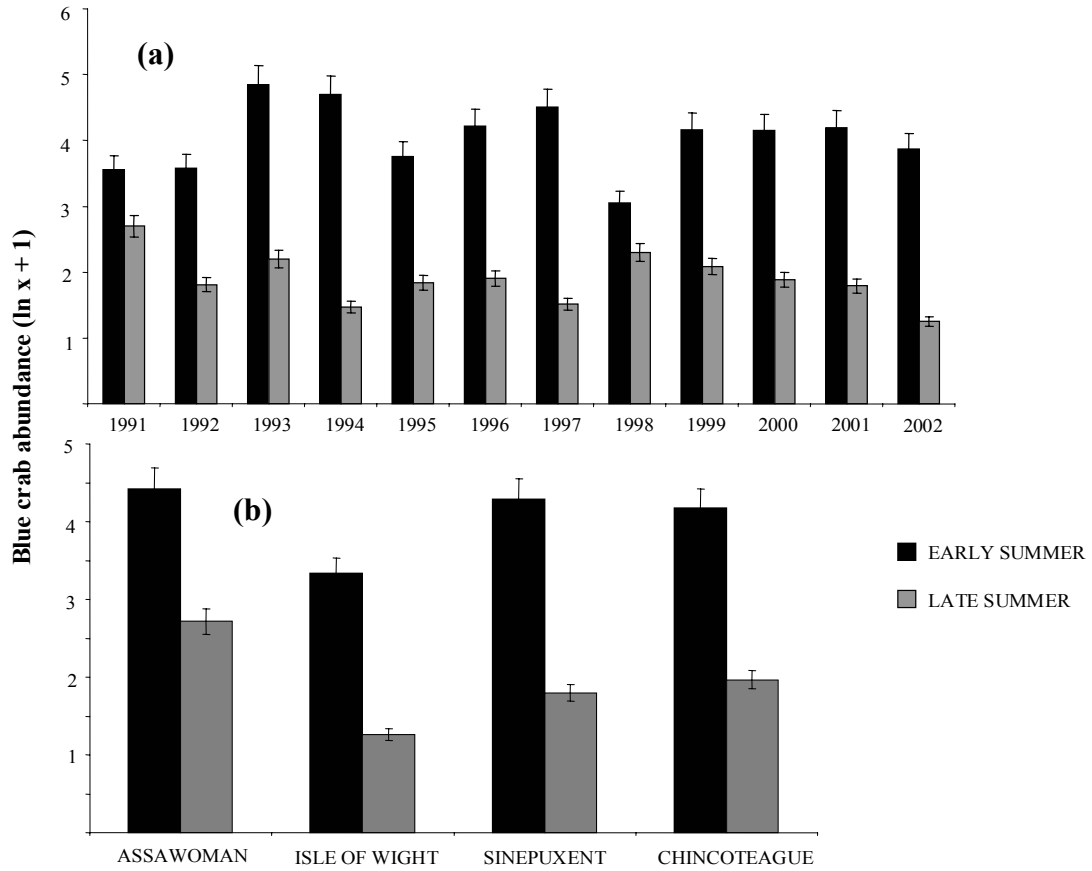 Blue crab abundance (ln x + 1)
6
(a)
5
4
3
2
1
1991 1992 1993 1994 1995 1996 1997 1998 1999 2000 2001 2002
5
(b)
4
3
2
1
EARLY SUMMER
LATE SUMMER
ASSAWOMAN ISLE OF WIGHT SINEPUXENT CHINCOTEAGUE